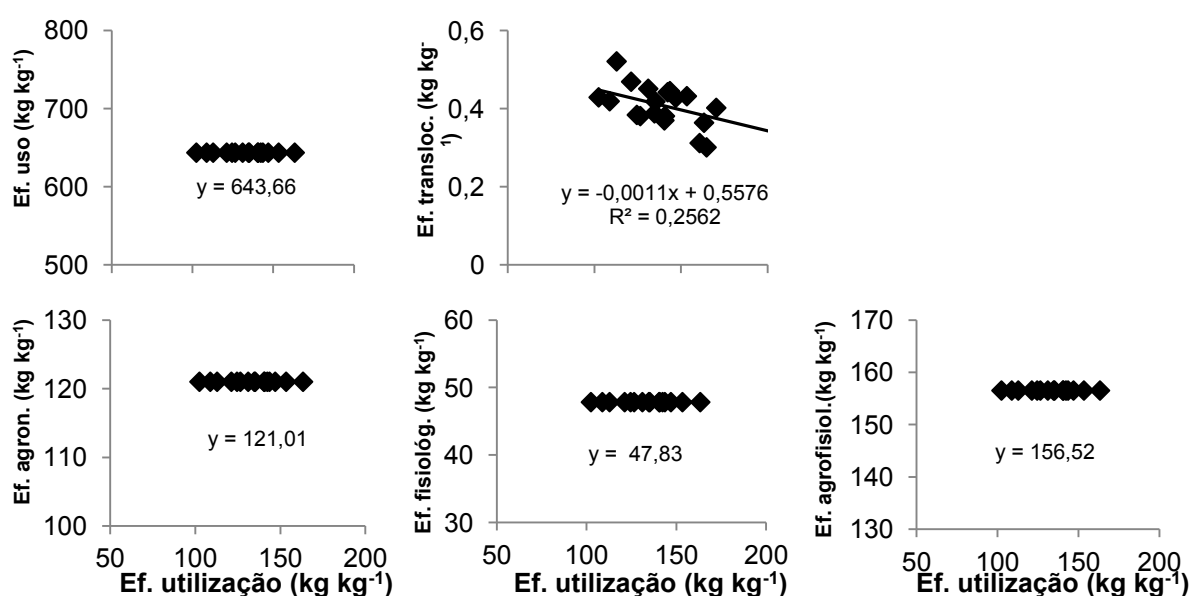 Ef. uso (kg kg⁻¹)
800
700
600
500
y = 643,66
Ef. transloc. (kg kg⁻
¹)
0,6
0,4
0,2
0
y = -0,0011x + 0,5576
R² = 0,2562
Ef. agron. (kg kg⁻¹)
130
120
110
100
y = 121,01
50 100 150 200
Ef. utilização (kg kg⁻¹)
Ef. fisiológ. (kg kg⁻¹)
60
50
40
30
y = 47,83
50 100 150 200
Ef. utilização (kg kg⁻¹)
Ef. agrofisiol.(kg kg⁻¹)
170
160
150
140
130
y = 156,52
50 100 150 200
Ef. utilização (kg kg⁻¹)